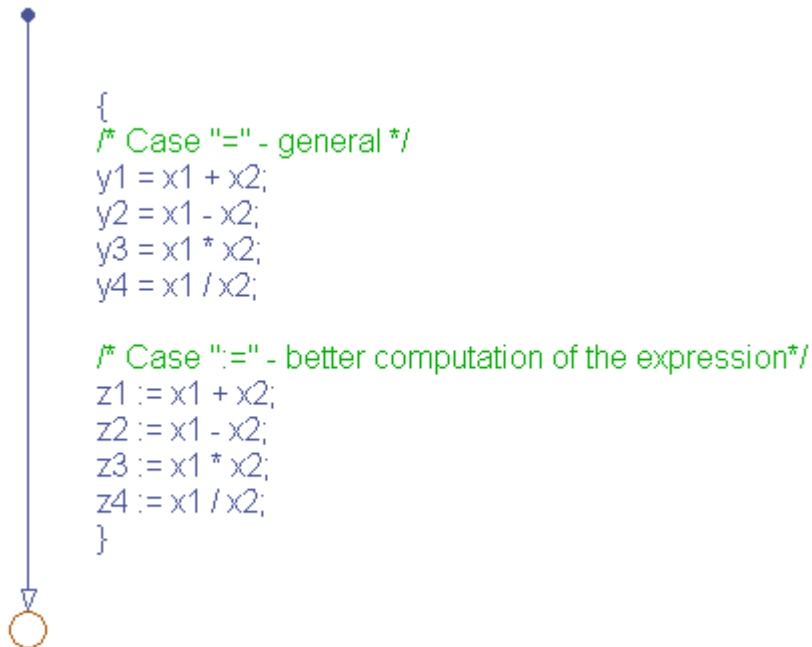 {
/* Case "=" - general */
y1 = x1 + x2;
y2 = x1 - x2;
y3 = x1 * x2;
y4 = x1 / x2;
/* Case ":=" - better computation of the expression*/
z1 := x1 + x2;
z2 := x1 - x2;
z3 := x1 * x2;
z4 := x1 / x2;
}